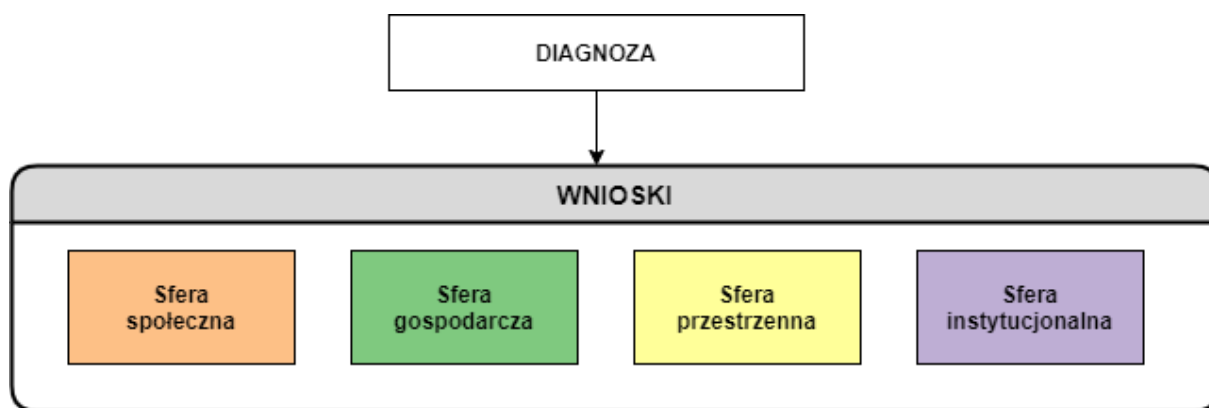 DIAGNOZA
WNIOSKI
Sfera
społeczna
Sfera
gospodarcza
Sfera
przestrzenna
Sfera
instytucjonalna